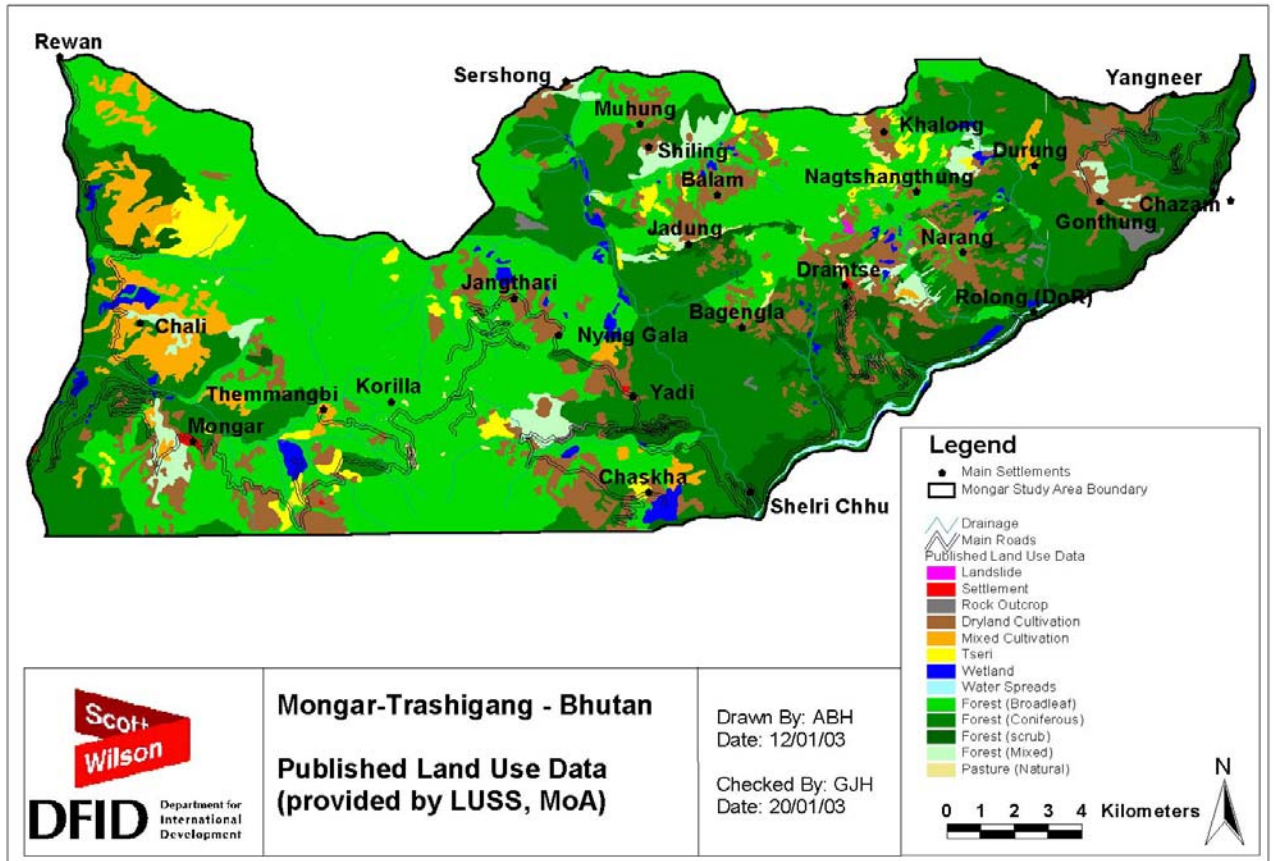 Rewan
Sershong
Yangneer
Muhung
Khalong
Shiling
Durung
Balam
Nagtshangthung
Gonthung
Chazam
Jadung
Narang
Dramtse
Jangthari
Rolong (DoR)
Bagengla
Chali
Nying Gala
Themmangbi
Korilla
Yadi
Mongar
Chaskha
Shelri Chhu
Legend
Main Settlements
Mongar Study Area Boundary
Drainage
Main Roads
Published Land Use Data
Landslide
Settlement
Rock Outcrop
Dryland Cultivation
Mixed Cultivation
Tseri
Wetland
Water Spreads
Forest (Broadleaf)
Forest (Coniferous)
Forest (scrub)
Forest (Mixed)
Pasture (Natural)
0 1 2 3 4 Kilometers
N
Scott
Wilson
DFID
Department for
International
Development
Mongar-Trashigang - Bhutan
Published Land Use Data
(provided by LUSS, MoA)
Drawn By: ABH
Date: 12/01/03
Checked By: GJH
Date: 20/01/03